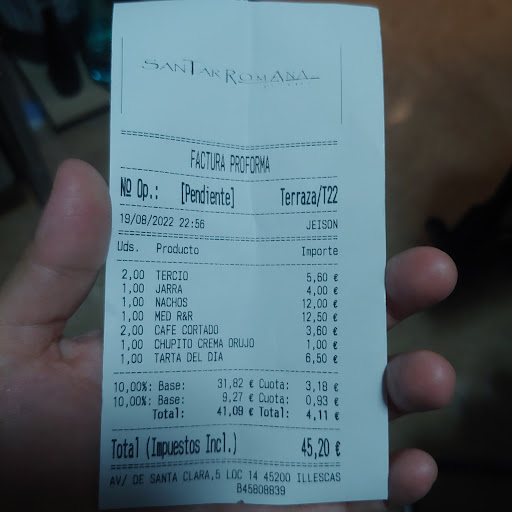 SANTARROMANA
FACTURA PROFORMA
Nº Op.: [Pendiente] Terraza/T22
19/08/2022 22:56 JEISON
Uds. Producto Importe
2,00 TERCIO 5,60 €
1,00 JARRA 4,00 €
1,00 NACHOS 12,00 €
1,00 MED R&R 12,50 €
2,00 CAFE CORTADO 3,60 €
1,00 CHUPITO CREMA ORUJO 1,00 €
1,00 TARTA DEL DIA 6,50 €
10,00%: Base: 31,82 € Cuota: 3,18 €
10,00%: Base: 9,27 € Cuota: 0,93 €
Total: 41,09 € Total: 4,11 €
Total (Impuestos Incl.) 45,20 €
AV/ DE SANTA CLARA,5 LOC 14 45200 ILLESCAS
B45808839